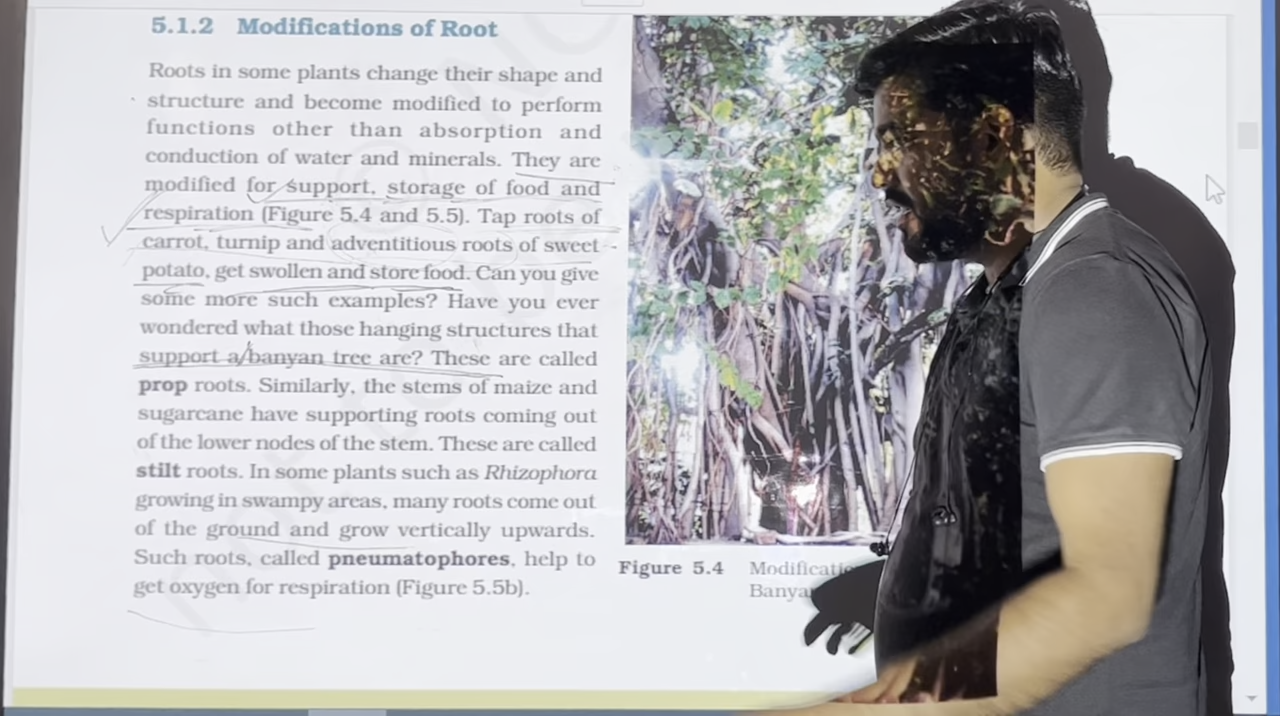 5.1.2 Modifications of Root
Roots in some plants change their shape and
structure and become modified to perform
functions other than absorption and
conduction of water and minerals. They are
modified for support, storage of food and
respiration (Figure 5.4 and 5.5). Tap roots of
carrot, turnip and adventitious roots of sweet
potato, get swollen and store food. Can you give
some more such examples? Have you ever
wondered what those hanging structures that
support a banyan tree are? These are called
prop roots. Similarly, the stems of maize and
sugarcane have supporting roots coming out
of the lower nodes of the stem. These are called
stilt roots. In some plants such as Rhizophora
growing in swampy areas, many roots come out
of the ground and grow vertically upwards.
Such roots, called pneumatophores, help to
get oxygen for respiration (Figure 5.5b).
Figure 5.4